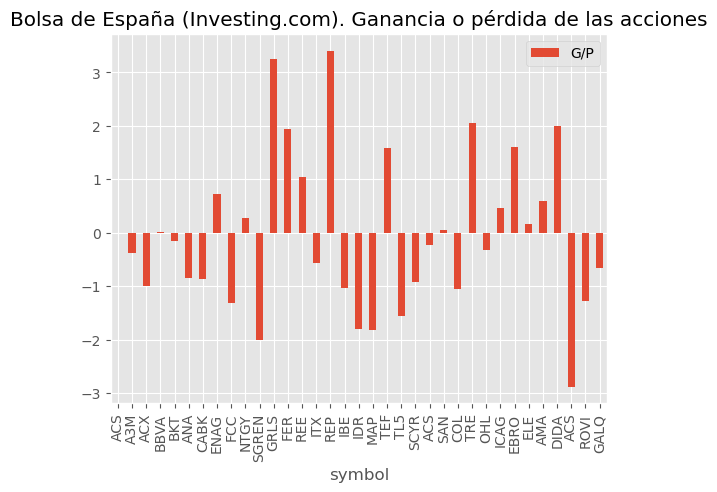 Bolsa de España (Investing.com). Ganancia o pérdida de las acciones
G/P
3
2
1
0
−1
−2
−3
ACS
A3M
ACX
BBVA
BKT
ANA
CABK
ENAG
FCC
NTGY
SGREN
GRLS
FER
REE
ITX
REP
IBE
IDR
MAP
TEF
TL5
SCYR
ACS
SAN
COL
TRE
OHL
ICAG
EBRO
ELE
AMA
DIDA
ACS
ROVI
GALQ
symbol